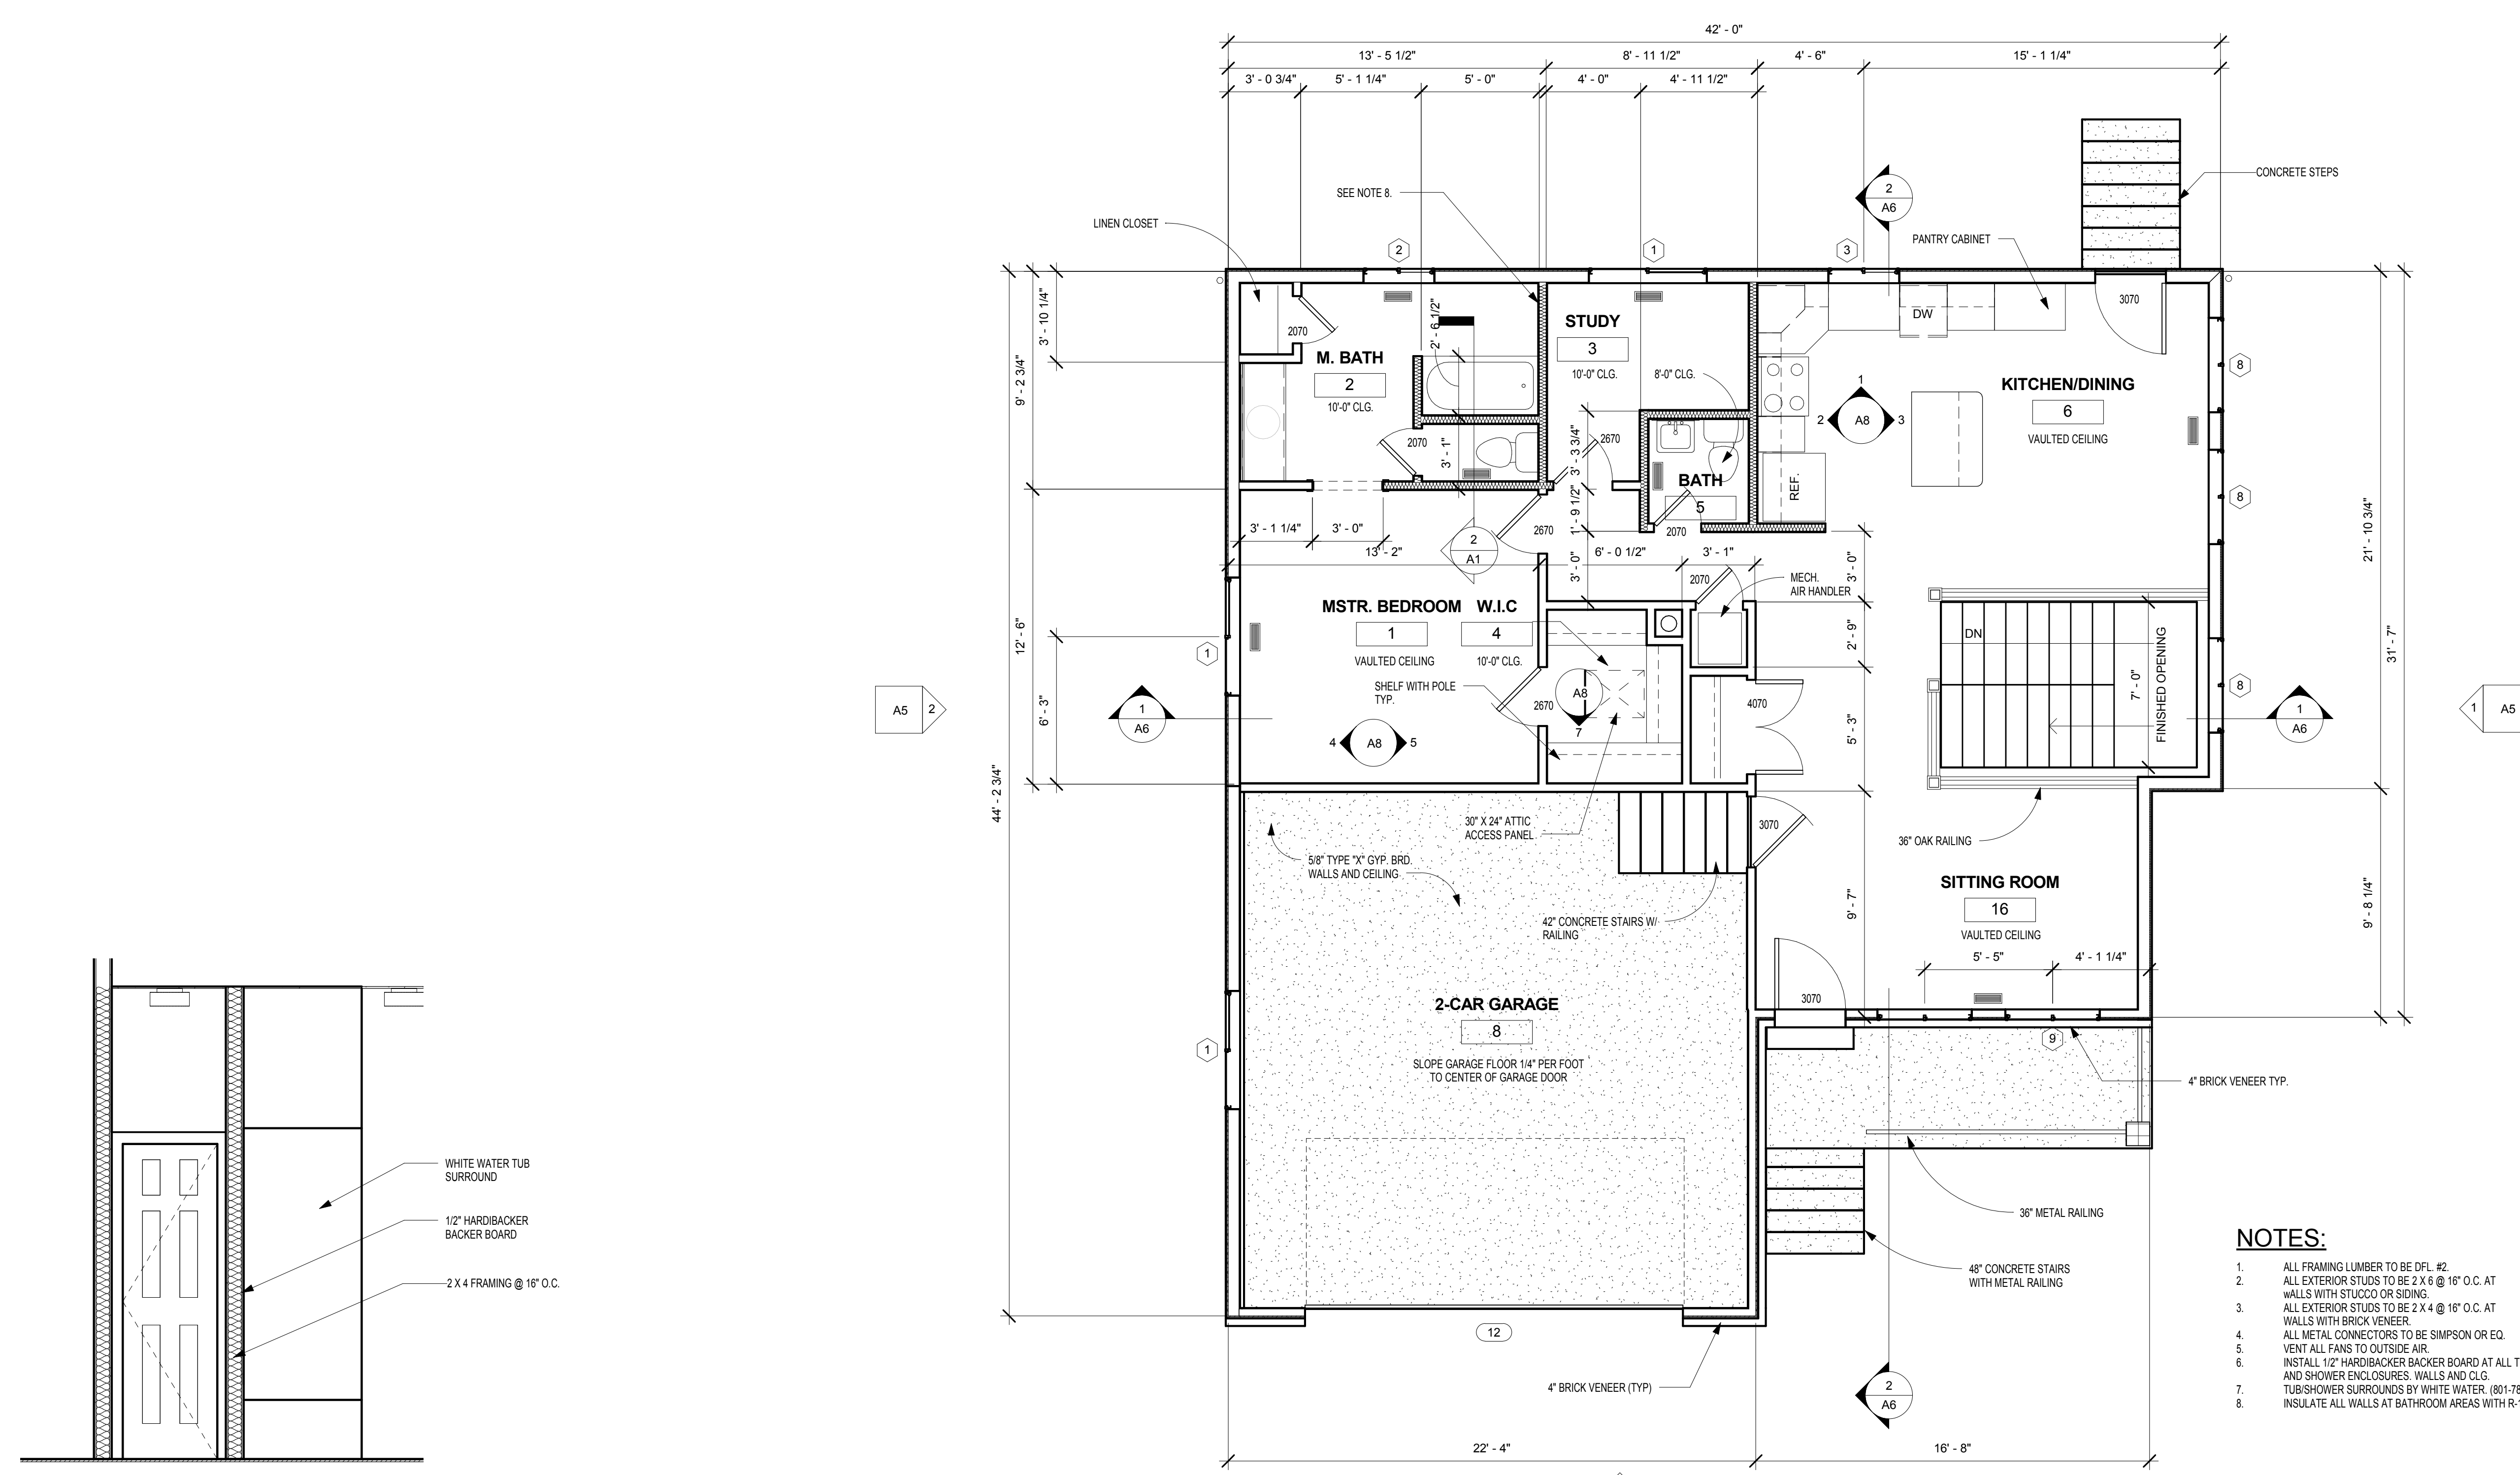 42' - 0"
13' - 5 1/2"
8' - 11 1/2"
4' - 6"
15' - 1 1/4"
3' - 0 3/4"
5' - 1 1/4"
5' - 0"
4' - 0"
4' - 11 1/2"
CONCRETE STEPS
SEE NOTE 8.
2
A6
LINEN CLOSET
PANTRY CABINET
2
1
3
3' - 10 1/4"
9' - 2 3/4"
2070
2' - 6 1/2"
M. BATH
2
10'-0" CLG.
STUDY
3
10'-0" CLG.
8'-0" CLG.
DW
3070
8
1
2
A8
3
KITCHEN/DINING
6
VAULTED CEILING
2070
3' - 1"
2670
3' - 3 3/4"
BATH
5
REF.
8
3' - 1 1/4"
3' - 0"
13' - 2"
2670
2
A1
1' - 9 1/2"
3' - 0"
6' - 0 1/2"
2070
3' - 1"
2070
MECH.
AIR HANDLER
3' - 0"
21' - 10 3/4"
31' - 7"
12' - 6"
6' - 3"
1
MSTR. BEDROOM
1
VAULTED CEILING
W.I.C
4
10'-0" CLG.
2' - 9"
DN
7' - 0"
FINISHED OPENING
8
SHELF WITH POLE
TYP.
2670
A8
7
4070
5' - 3"
A5
2
1
A6
1
A6
1
A5
4
A8
5
44' - 2 3/4"
30" X 24" ATTIC
ACCESS PANEL
3070
36" OAK RAILING
5/8" TYPE "X" GYP. BRD.
WALLS AND CEILING
42" CONCRETE STAIRS W/
RAILING
9' - 7"
SITTING ROOM
16
VAULTED CEILING
9' - 8 1/4"
5' - 5"
4' - 1 1/4"
3070
2-CAR GARAGE
8
SLOPE GARAGE FLOOR 1/4" PER FOOT
TO CENTER OF GARAGE DOOR
1
9
4" BRICK VENEER TYP.
WHITE WATER TUB
SURROUND
1/2" HARDIBACKER
BACKER BOARD
2 X 4 FRAMING @ 16" O.C.
36" METAL RAILING
48" CONCRETE STAIRS
WITH METAL RAILING
12
4" BRICK VENEER (TYP)
2
A6
22' - 4"
16' - 8"
NOTES:
1. ALL FRAMING LUMBER TO BE DFL. #2.
2. ALL EXTERIOR STUDS TO BE 2 X 6 @ 16" O.C. AT
wALLS WITH STUCCO OR SIDING.
3. ALL EXTERIOR STUDS TO BE 2 X 4 @ 16" O.C. AT
WALLS WITH BRICK VENEER.
4. ALL METAL CONNECTORS TO BE SIMPSON OR EQ.
5. VENT ALL FANS TO OUTSIDE AIR.
6. INSTALL 1/2" HARDIBACKER BACKER BOARD AT ALL T
AND SHOWER ENCLOSURES. WALLS AND CLG.
7. TUB/SHOWER SURROUNDS BY WHITE WATER. (801-78
8. INSULATE ALL WALLS AT BATHROOM AREAS WITH R-1